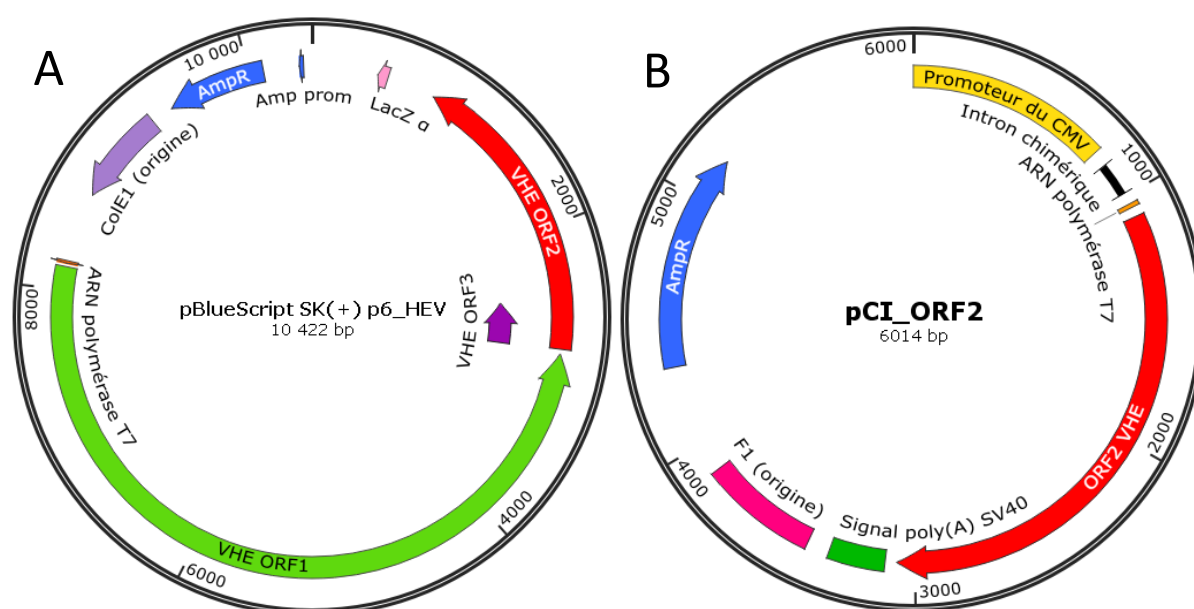 A
10 000
AmpR
Amp prom
LacZ α
ColE1 (origine)
VHE ORF2
2000
VHE ORF3
pBlueScript SK(+) p6_HEV
10 422 bp
8000
ARN polymérase T7
VHE ORF1
4000
6000
B
6000
Promoteur du CMV
Intron chimérique
ARN polymérase T7
1000
5000
AmpR
pCI_ORF2
6014 bp
ORF2 VHE
2000
4000
F1 (origine)
Signal poly(A) SV40
3000